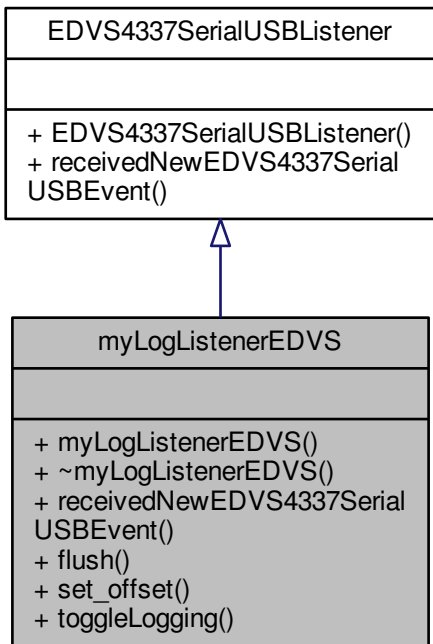 EDVS4337SerialUSBListener
+ EDVS4337SerialUSBListener()
+ receivedNewEDVS4337Serial
USBEvent()
myLogListenerEDVS
+ myLogListenerEDVS()
+ ~myLogListenerEDVS()
+ receivedNewEDVS4337Serial
USBEvent()
+ flush()
+ set_offset()
+ toggleLogging()